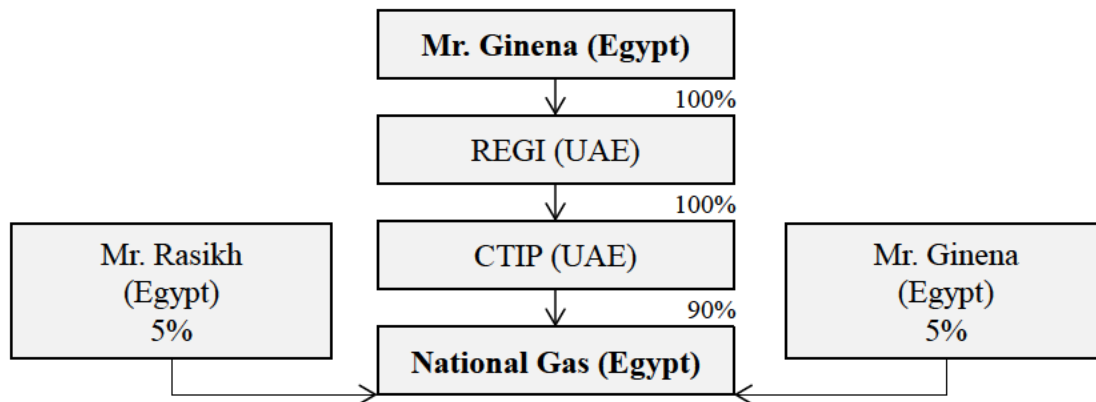 Mr. Ginena (Egypt)
100%
REGI (UAE)
100%
Mr. Rasikh
(Egypt)
5%
CTIP (UAE)
Mr. Ginena
(Egypt)
5%
90%
National Gas (Egypt)